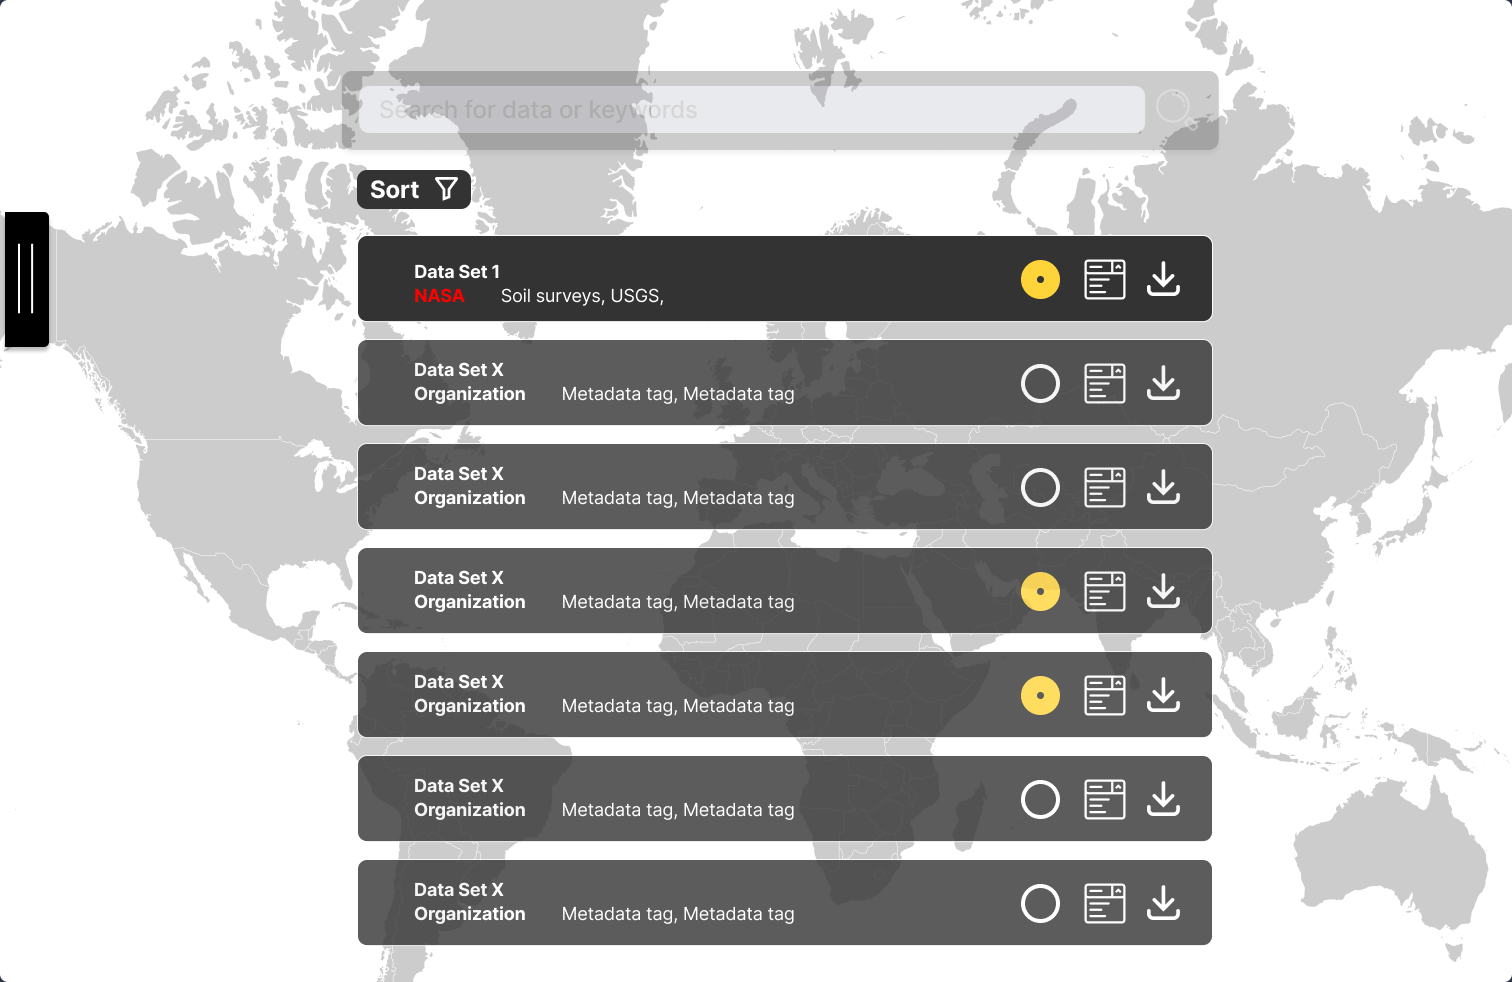 Search for data or keywords
Sort
Data Set 1
NASA Soil surveys, USGS,
Data Set X
Organization Metadata tag, Metadata tag
Data Set X
Organization Metadata tag, Metadata tag
Data Set X
Organization Metadata tag, Metadata tag
Data Set X
Organization Metadata tag, Metadata tag
Data Set X
Organization Metadata tag, Metadata tag
Data Set X
Organization Metadata tag, Metadata tag